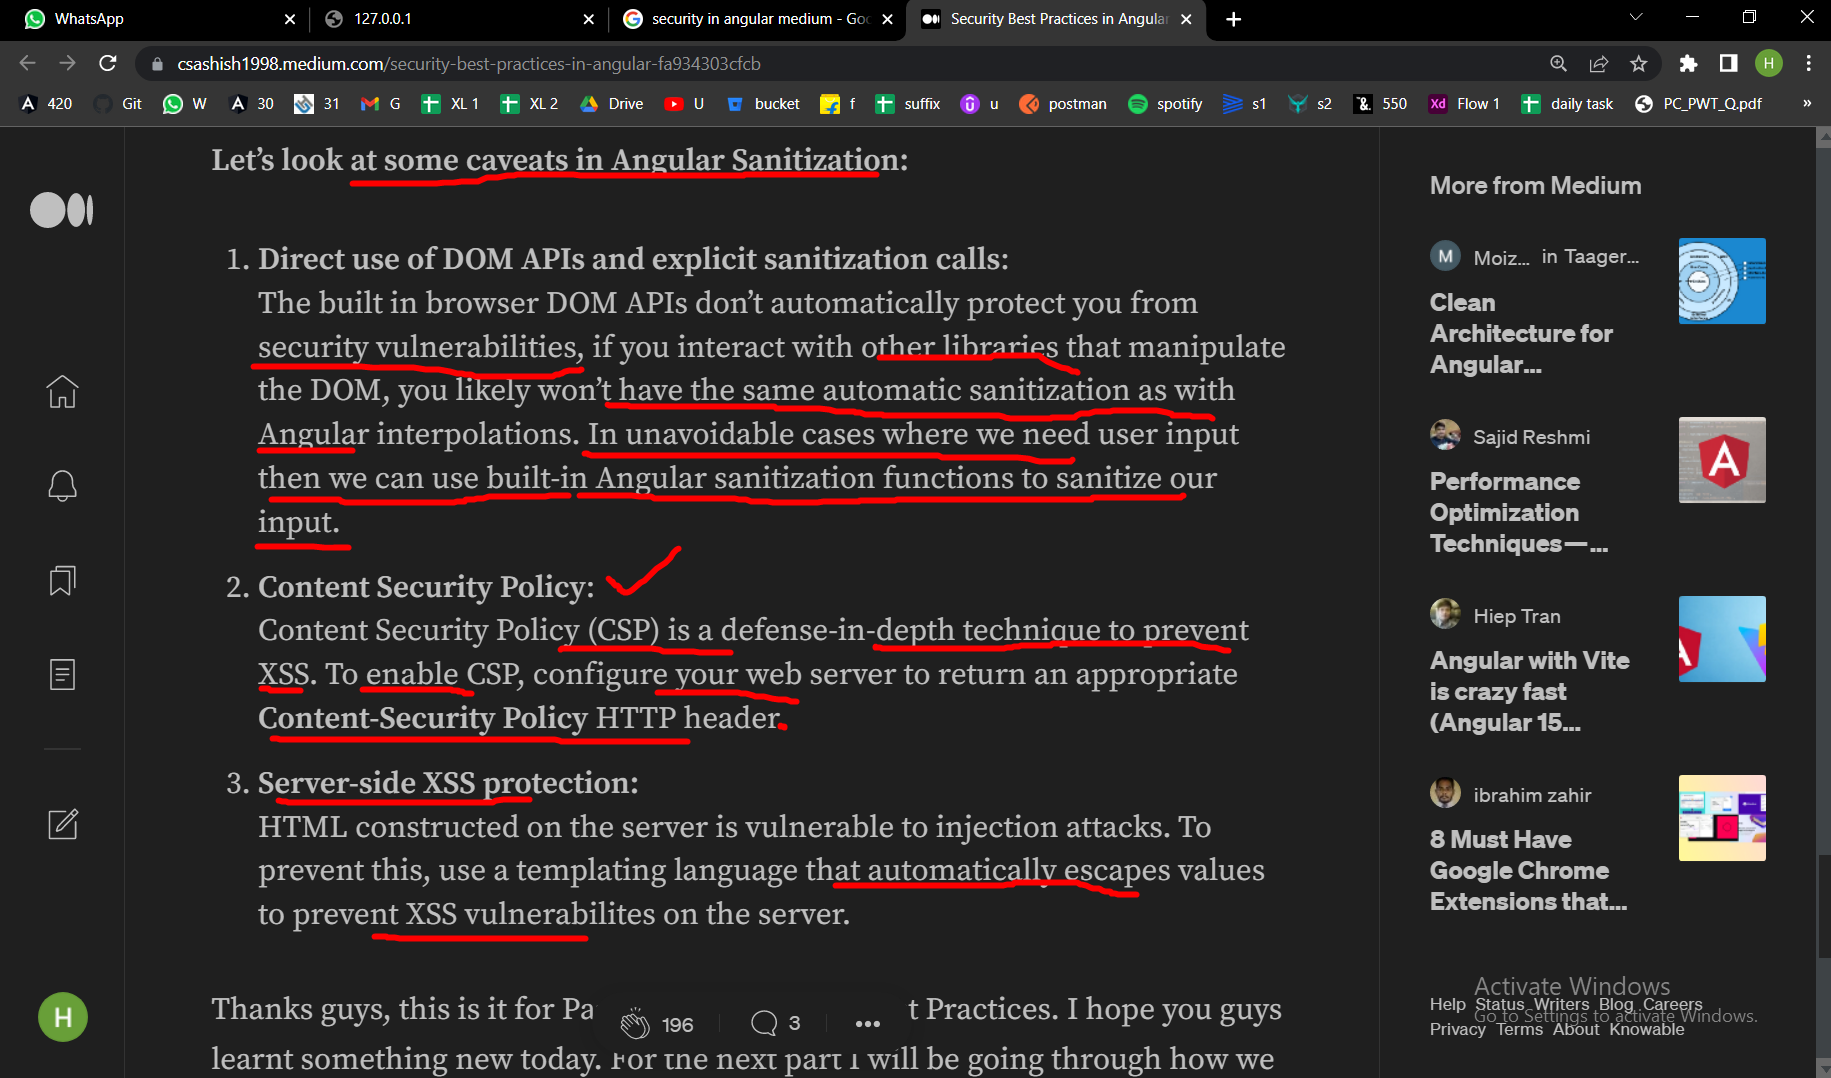 WhatsApp
127.0.0.1
security in angular medium - Goo
Security Best Practices in Angular
csashish1998.medium.com/security-best-practices-in-angular-fa934303cfcb
420 Git W 30 31 G XL 1 XL 2 Drive U bucket f suffix u postman spotify s1 s2 550 Flow 1 daily task PC_PWT_Q.pdf »
Let’s look at some caveats in Angular Sanitization:
1. Direct use of DOM APIs and explicit sanitization calls:
The built in browser DOM APIs don’t automatically protect you from
security vulnerabilities, if you interact with other libraries that manipulate
the DOM, you likely won’t have the same automatic sanitization as with
Angular interpolations. In unavoidable cases where we need user input
then we can use built-in Angular sanitization functions to sanitize our
input.
2. Content Security Policy:
Content Security Policy (CSP) is a defense-in-depth technique to prevent
XSS. To enable CSP, configure your web server to return an appropriate
Content-Security Policy HTTP header.
3. Server-side XSS protection:
HTML constructed on the server is vulnerable to injection attacks. To
prevent this, use a templating language that automatically escapes values
to prevent XSS vulnerabilites on the server.
Thanks guys, this is it for Pa t Practices. I hope you guys
196 3
learnt something new today. For the next part I will be going through how we
H
More from Medium
M Moiz... in Taager...
Clean
Architecture for
Angular...
Sajid Reshmi
Performance
Optimization
Techniques — ...
Hiep Tran
Angular with Vite
is crazy fast
(Angular 15...
ibrahim zahir
8 Must Have
Google Chrome
Extensions that...
Activate Windows
Go to Settings to activate Windows.
Help Status Writers Blog Careers
Privacy Terms About Knowable